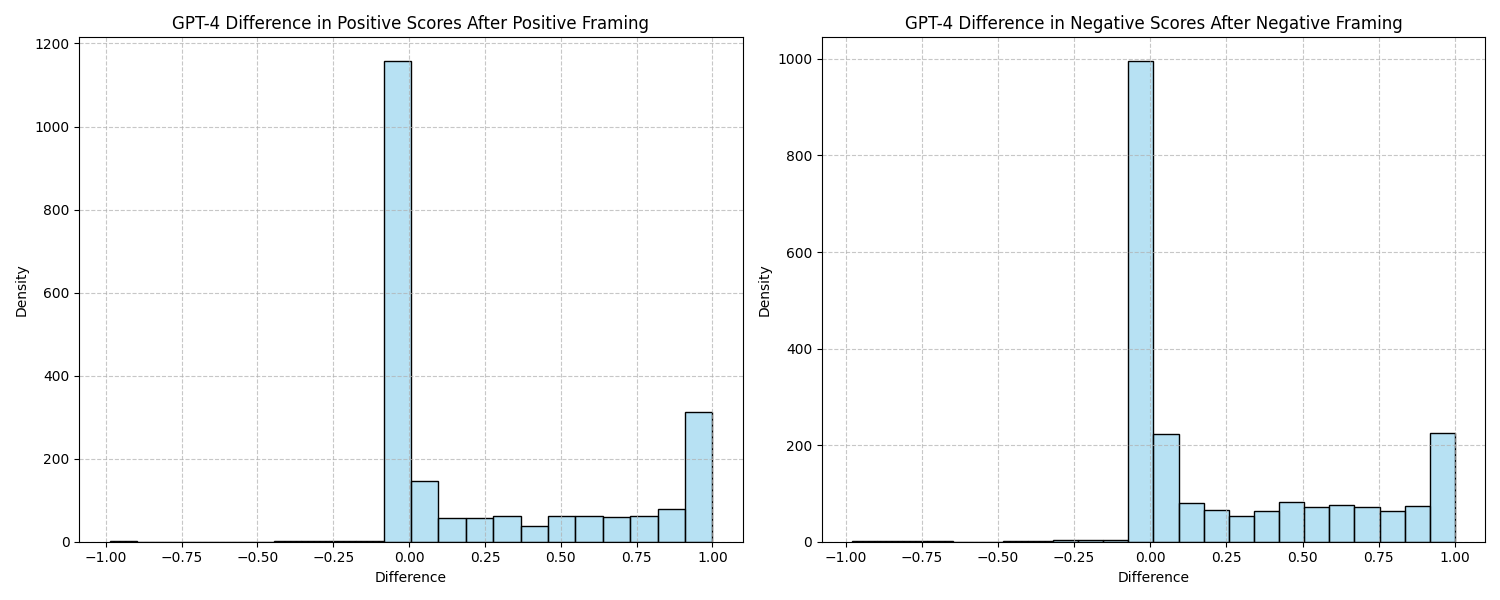 GPT-4 Difference in Positive Scores After Positive Framing
1200
1000
800
600
400
200
0
Density
−1.00 −0.75 −0.50 −0.25 0.00 0.25 0.50 0.75 1.00
Difference
GPT-4 Difference in Negative Scores After Negative Framing
1000
800
600
400
200
0
Density
−1.00 −0.75 −0.50 −0.25 0.00 0.25 0.50 0.75 1.00
Difference